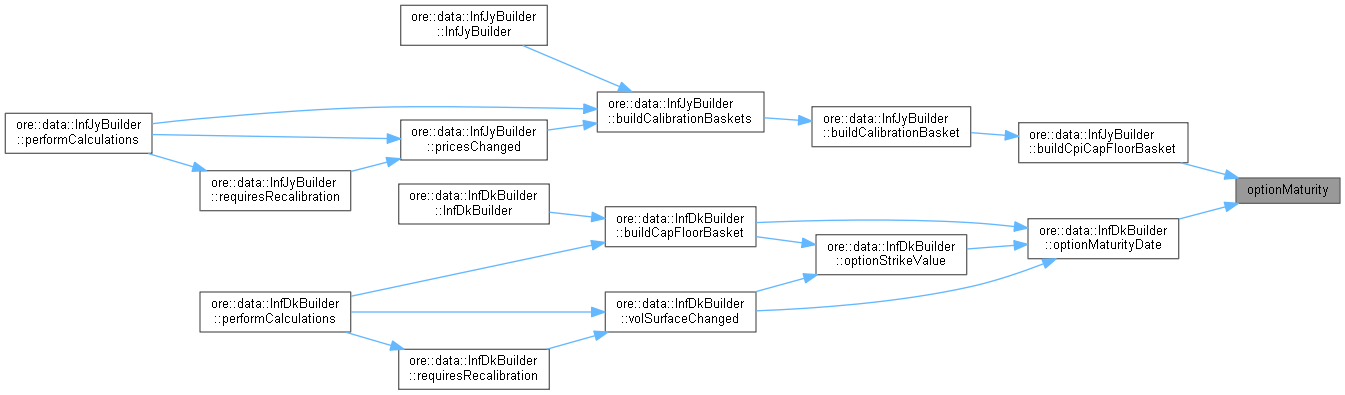 ore::data::InfJyBuilder
::InfJyBuilder
ore::data::InfJyBuilder
::performCalculations
ore::data::InfJyBuilder
::pricesChanged
ore::data::InfJyBuilder
::requiresRecalibration
ore::data::InfJyBuilder
::buildCalibrationBaskets
ore::data::InfJyBuilder
::buildCalibrationBasket
ore::data::InfJyBuilder
::buildCpiCapFloorBasket
optionMaturity
ore::data::InfDkBuilder
::InfDkBuilder
ore::data::InfDkBuilder
::buildCapFloorBasket
ore::data::InfDkBuilder
::optionStrikeValue
ore::data::InfDkBuilder
::optionMaturityDate
ore::data::InfDkBuilder
::performCalculations
ore::data::InfDkBuilder
::volSurfaceChanged
ore::data::InfDkBuilder
::requiresRecalibration